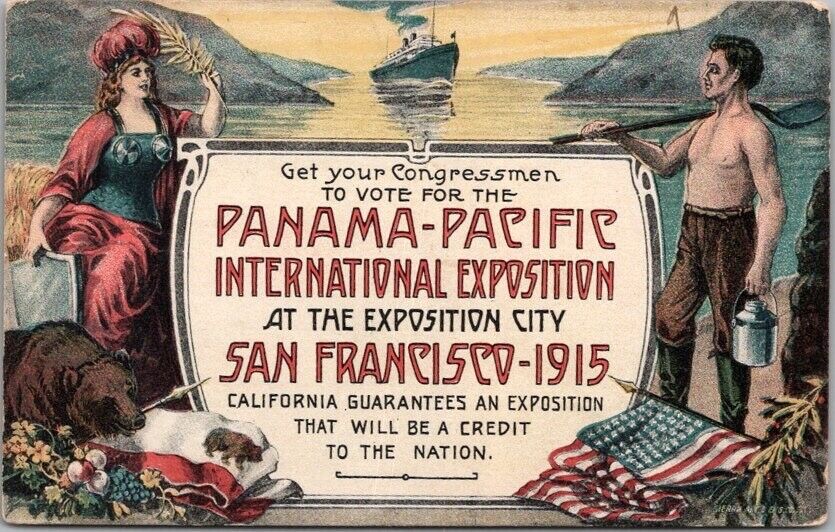 Get your Congressmen
TO VOTE FOR THE
PANAMA-PACIFIC
INTERNATIONAL EXPOSITION
AT THE EXPOSITION CITY
SAN FRANCISCO-1915
CALIFORNIA GUARANTEES AN EXPOSITION
THAT WILL BE A CREDIT
TO THE NATION.